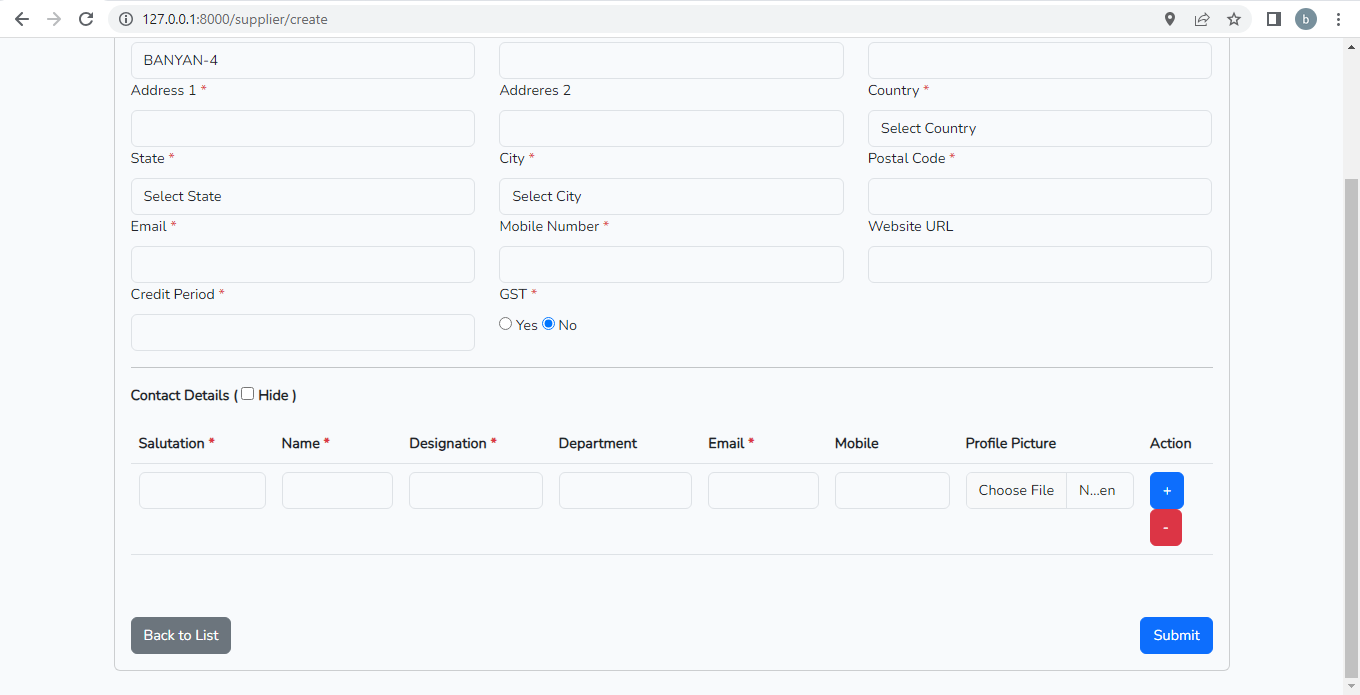 127.0.0.1:8000/supplier/create
b
BANYAN-4
Address 1 * Addreres 2 Country *
Select Country
State * City * Postal Code *
Select State Select City
Email * Mobile Number * Website URL
Credit Period * GST *
Yes No
Contact Details ( Hide )
Salutation * Name * Designation * Department Email * Mobile Profile Picture Action
Choose File N...en +
-
Back to List Submit